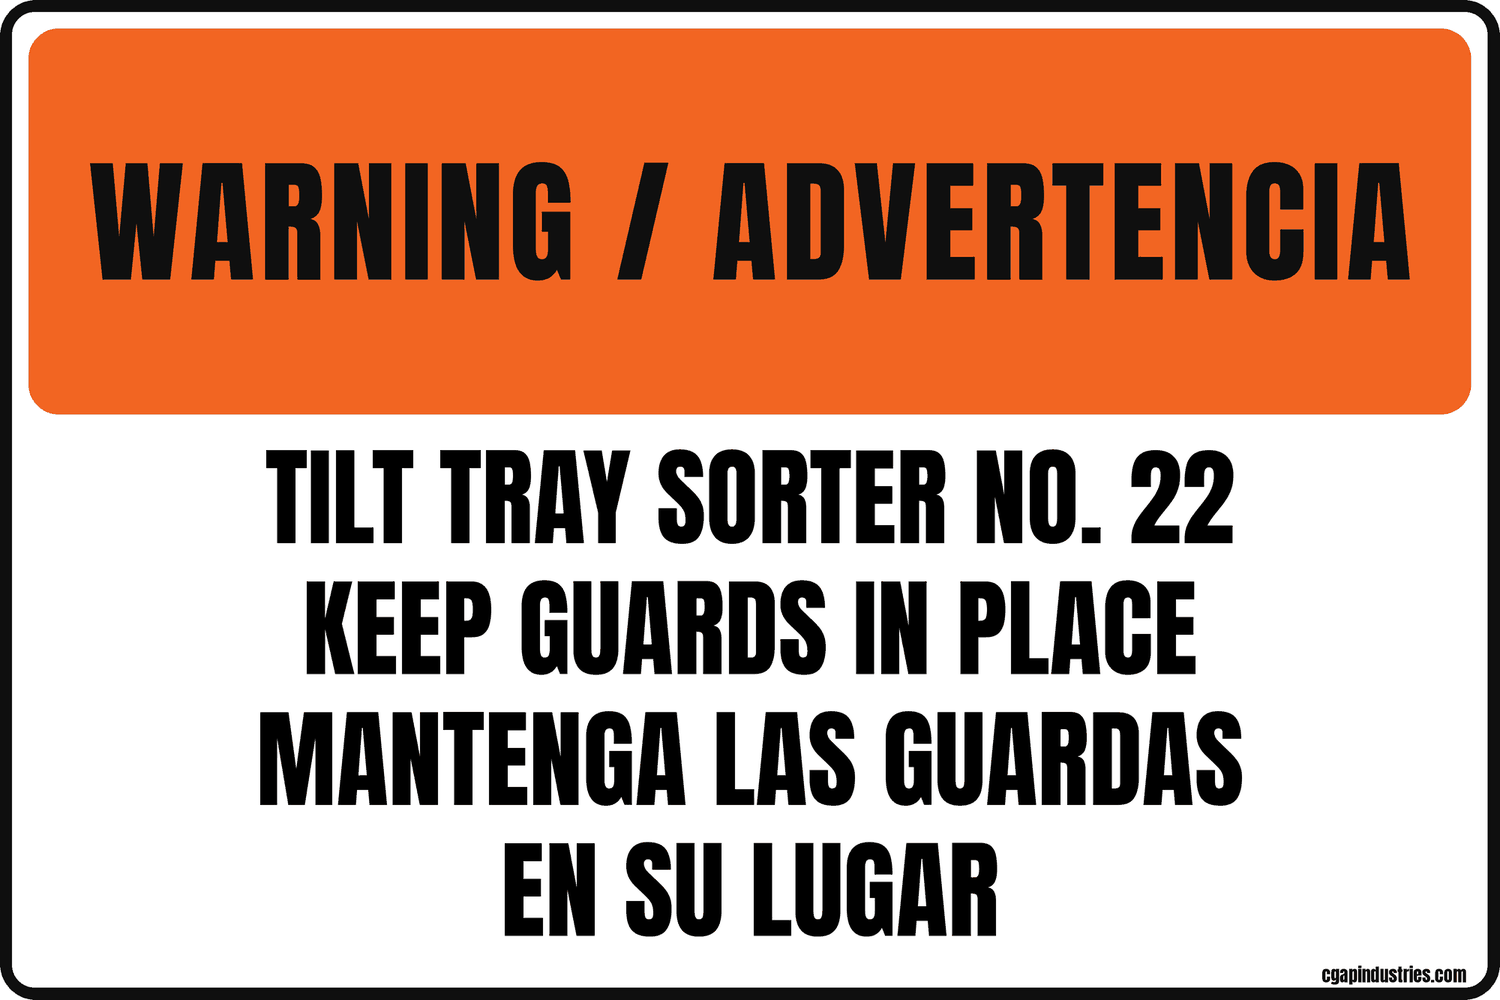 WARNING / ADVERTENCIA
TILT TRAY SORTER NO. 22
KEEP GUARDS IN PLACE
MANTENGA LAS GUARDAS
EN SU LUGAR
cgapindustries.com